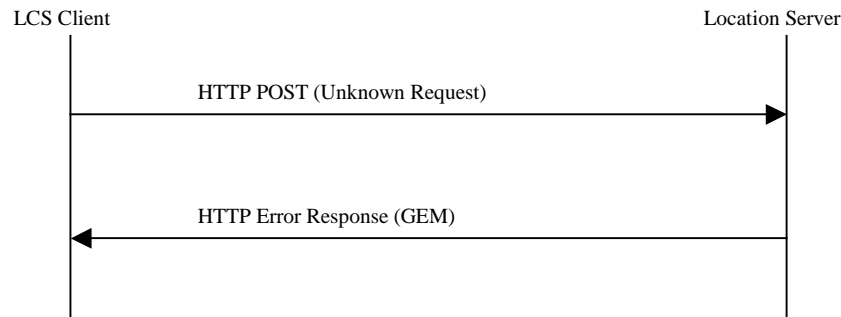 LCS Client
Location Server
HTTP POST (Unknown Request)
HTTP Error Response (GEM)